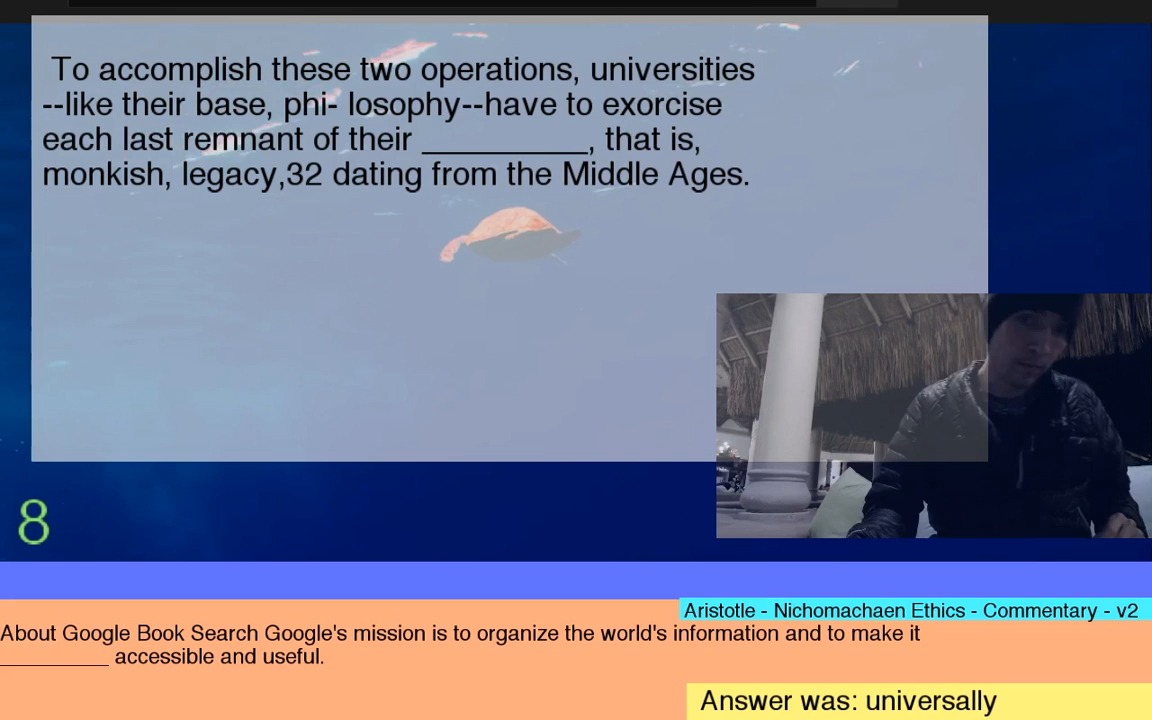 To accomplish these two operations, universities
--like their base, phi- losophy--have to exorcise
each last remnant of their __________, that is,
monkish, legacy,32 dating from the Middle Ages.
8
Aristotle - Nichomachaen Ethics - Commentary - v2
About Google Book Search Google's mission is to organize the world's information and to make it
__________ accessible and useful.
Answer was: universally